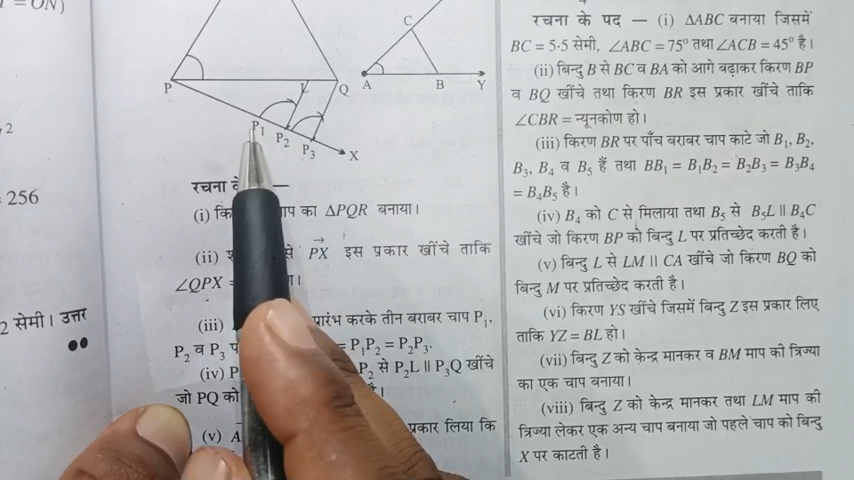 = ON)
2
256
2 सेमी। उत्तर
P
L
Q
P₁
P₂
P₃
X
C
A
B
Y
रचना
(i) का ΔPQR बनाया।
(ii) से PX इस प्रकार खींचे ताकि
∠QPX =
(iii) प्रारंभ करके तीन बराबर चाप P₁,
P₂ व P₃ = P₁P₂ = P₂P₃.
(iv) P₂ से P₂L || P₃Q खींचे
जो PQ को
(v) प्रकार लिया कि
रचना के पद — (i) ΔABC बनाया जिसमें
BC = 5·5 सेमी, ∠ABC = 75° तथा ∠ACB = 45° है।
(ii) बिन्दु B से BC व BA को आगे बढ़ाकर किरण BP
व BQ खींचे तथा किरण BR इस प्रकार खींचे ताकि
∠CBR = न्यूनकोण हो।
(iii) किरण BR पर पाँच बराबर चाप काटे जो B₁, B₂,
B₃, B₄ व B₅ हैं तथा BB₁ = B₁B₂ = B₂B₃ = B₃B₄
= B₄B₅ है।
(iv) B₄ को C से मिलाया तथा B₅ से B₅L || B₄C
खींचे जो किरण BP को बिन्दु L पर प्रतिच्छेद करती है।
(v) बिन्दु L से LM || CA खींचे जो किरण BQ को
बिन्दु M पर प्रतिच्छेद करती है।
(vi) किरण YS खींचे जिसमें बिन्दु Z इस प्रकार लिए
ताकि YZ = BL हो।
(vii) बिन्दु Z को केन्द्र मानकर व BM माप की त्रिज्या
का एक चाप बनाया।
(viii) बिन्दु Z को केन्द्र मानकर तथा LM माप की
त्रिज्या लेकर एक अन्य चाप बनाया जो पहले चाप को बिन्दु
X पर काटती है।